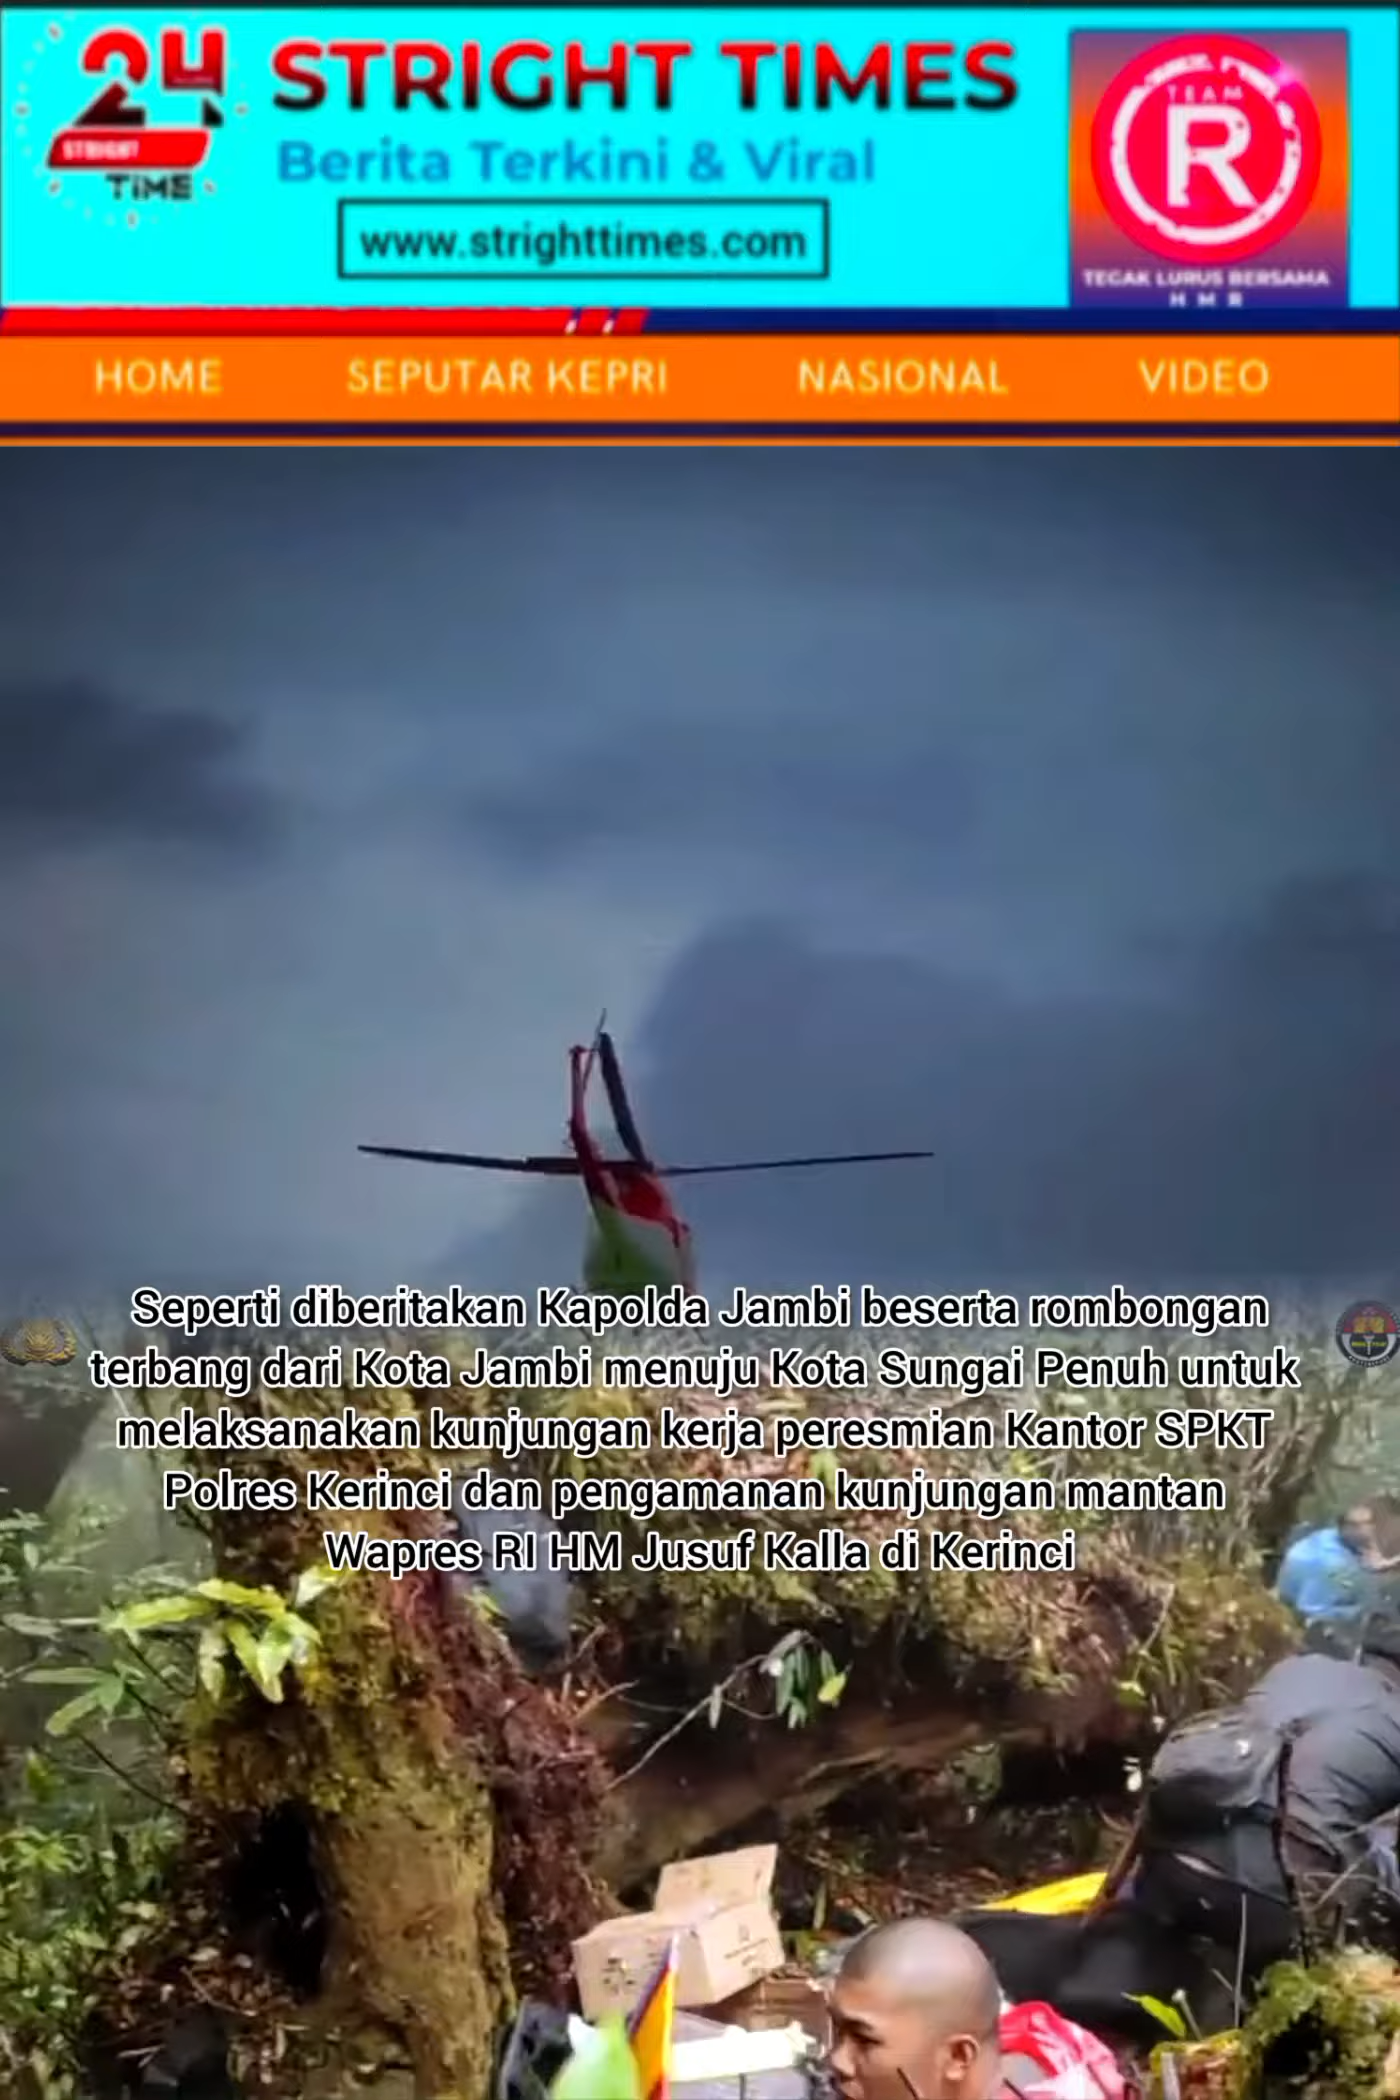 24
STRIGHT
TiME
STRIGHT TIMES
Berita Terkini & Viral
www.strighttimes.com
TEAM
R
TEGAK LURUS BERSAMA
HMR
HOME SEPUTAR KEPRI NASIONAL VIDEO
Seperti diberitakan Kapolda Jambi beserta rombongan
terbang dari Kota Jambi menuju Kota Sungai Penuh untuk
melaksanakan kunjungan kerja peresmian Kantor SPKT
Polres Kerinci dan pengamanan kunjungan mantan
Wapres RI HM Jusuf Kalla di Kerinci